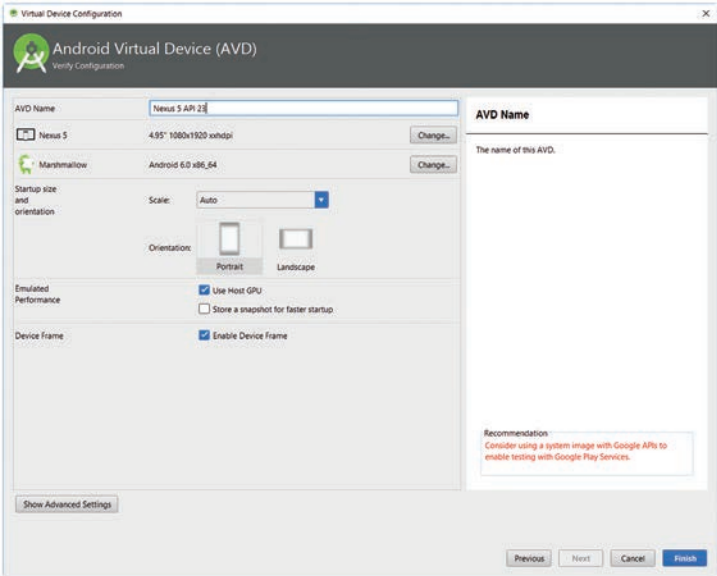 Virtual Device Configuration
Android Virtual Device (AVD)
Verify Configuration
AVD Name
Nexus 5 API 23
Nexus 5
4.95" 1080x1920 xxhdpi
Change...
Marshmallow
Android 6.0 x86_64
Change...
Startup size
and
orientation
Scale:
Auto
Orientation:
Portrait
Landscape
Emulated
Performance
Use Host GPU
Store a snapshot for faster startup
Device Frame
Enable Device Frame
Show Advanced Settings
AVD Name
The name of this AVD.
Recommendation
Consider using a system image with Google APIs to
enable testing with Google Play Services.
Previous
Next
Cancel
Finish